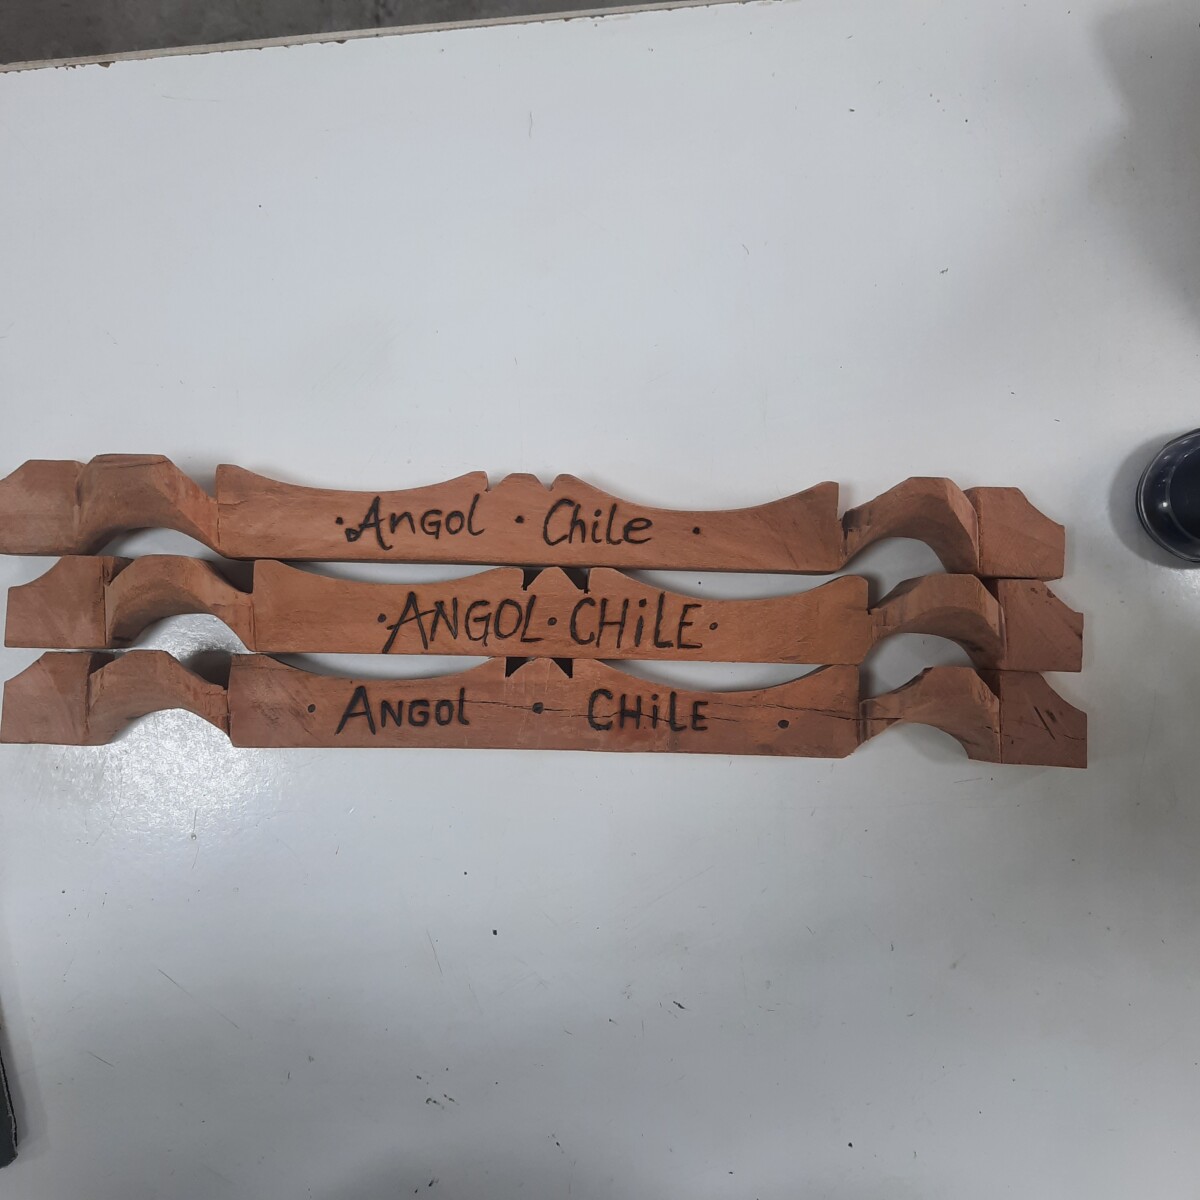 ·Angol · Chile ·
·ANGOL·CHiLE·
· ANGOL · CHiLE ·